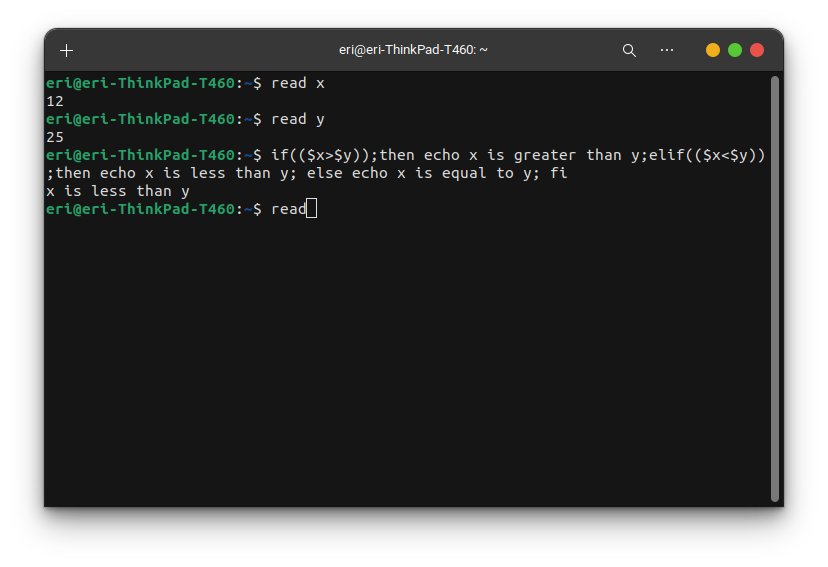 eri@eri-ThinkPad-T460: ~
eri@eri-ThinkPad-T460:~$ read x
12
eri@eri-ThinkPad-T460:~$ read y
25
eri@eri-ThinkPad-T460:~$ if(($x>$y));then echo x is greater than y;elif(($x<$y))
;then echo x is less than y; else echo x is equal to y; fi
x is less than y
eri@eri-ThinkPad-T460:~$ read